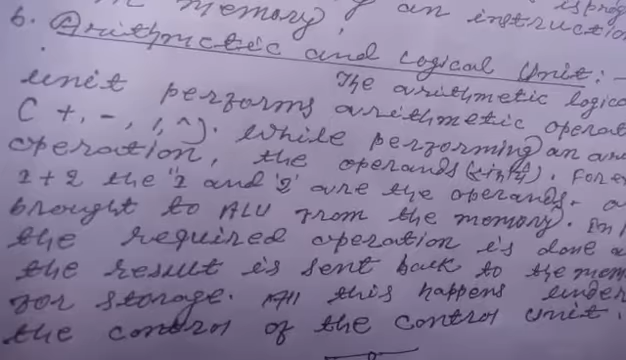 memory. of an instruction
6. Arithmetic and Logical Unit: -
The arithmetic logic
unit performs arithmetic operat
(+, -, /, ^). While performing an ar
operation, the operands . For e
2+2 the "2 and '2' are the operands. a
brought to ALU from the memory. In
the required operation is done a
the result is sent back to the mem
for storage. All this happens under
the control of the control unit.